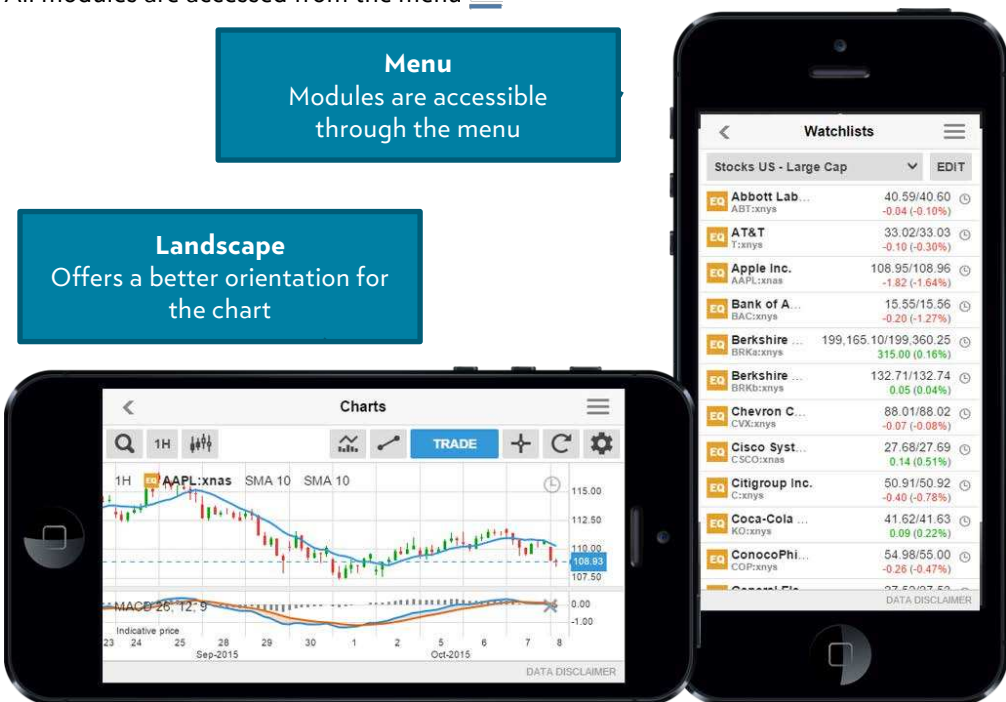 All modules are accessed from the menu
Menu
Modules are accessible
through the menu
Landscape
Offers a better orientation for
the chart
Watchlists
Stocks US - Large Cap EDIT
EQ Abbott Lab... 40.59/40.60
ABT:xnys -0.04 (-0.10%)
EQ AT&T 33.02/33.03
T:xnys -0.10 (-0.30%)
EQ Apple Inc. 108.95/108.96
AAPL:xnas -1.82 (-1.64%)
EQ Bank of A... 15.55/15.56
BAC:xnys -0.20 (-1.27%)
EQ Berkshire ... 199,165.10/199,360.25
BRKa:xnys 315.00 (0.16%)
EQ Berkshire ... 132.71/132.74
BRKb:xnys 0.05 (0.04%)
EQ Chevron C... 88.01/88.02
CVX:xnys -0.07 (-0.08%)
EQ Cisco Syst... 27.68/27.69
CSCO:xnas 0.14 (0.51%)
EQ Citigroup Inc. 50.91/50.92
C:xnys -0.40 (-0.78%)
EQ Coca-Cola ... 41.62/41.63
KO:xnys 0.09 (0.22%)
EQ ConocoPhi... 54.98/55.00
COP:xnys -0.26 (-0.47%)
DATA DISCLAIMER
Charts
1H TRADE
1H EQ AAPL:xnas SMA 10 SMA 10
115.00
112.50
110.00
108.93
107.50
MACD 26, 12, 9 0.00
-1.00
Indicative price
23 24 25 28 29 30 1 2 5 6 7 8
Sep-2015 Oct-2015
DATA DISCLAIMER